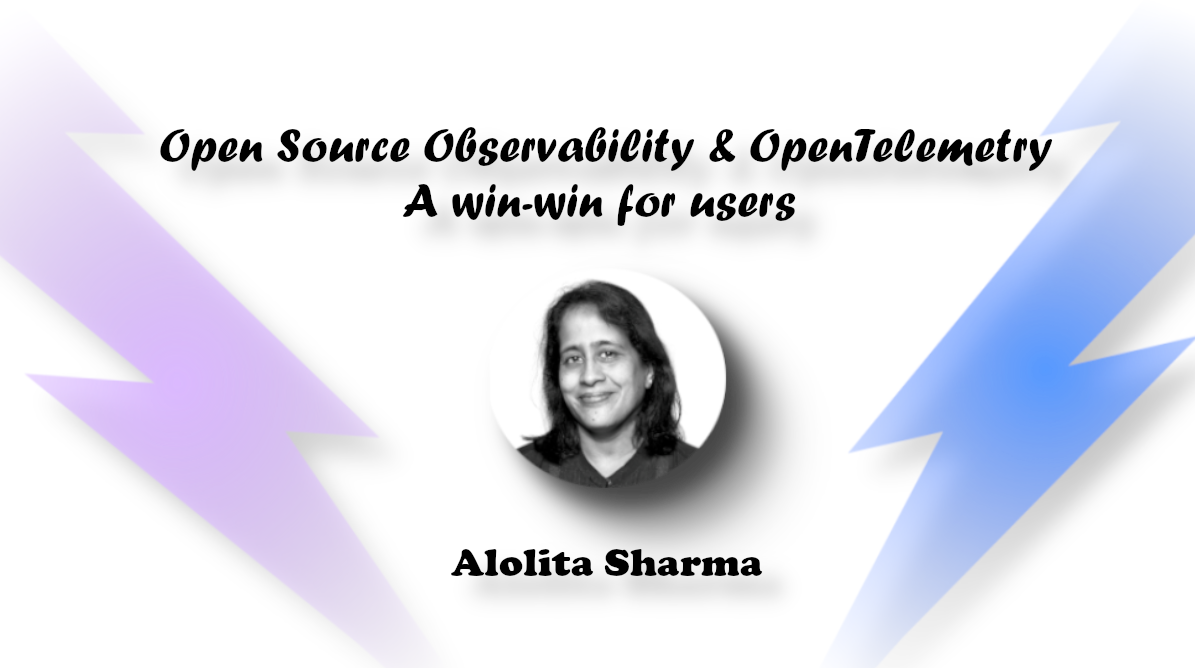 Open Source Observability & OpenTelemetry
A win-win for users
Alolita Sharma